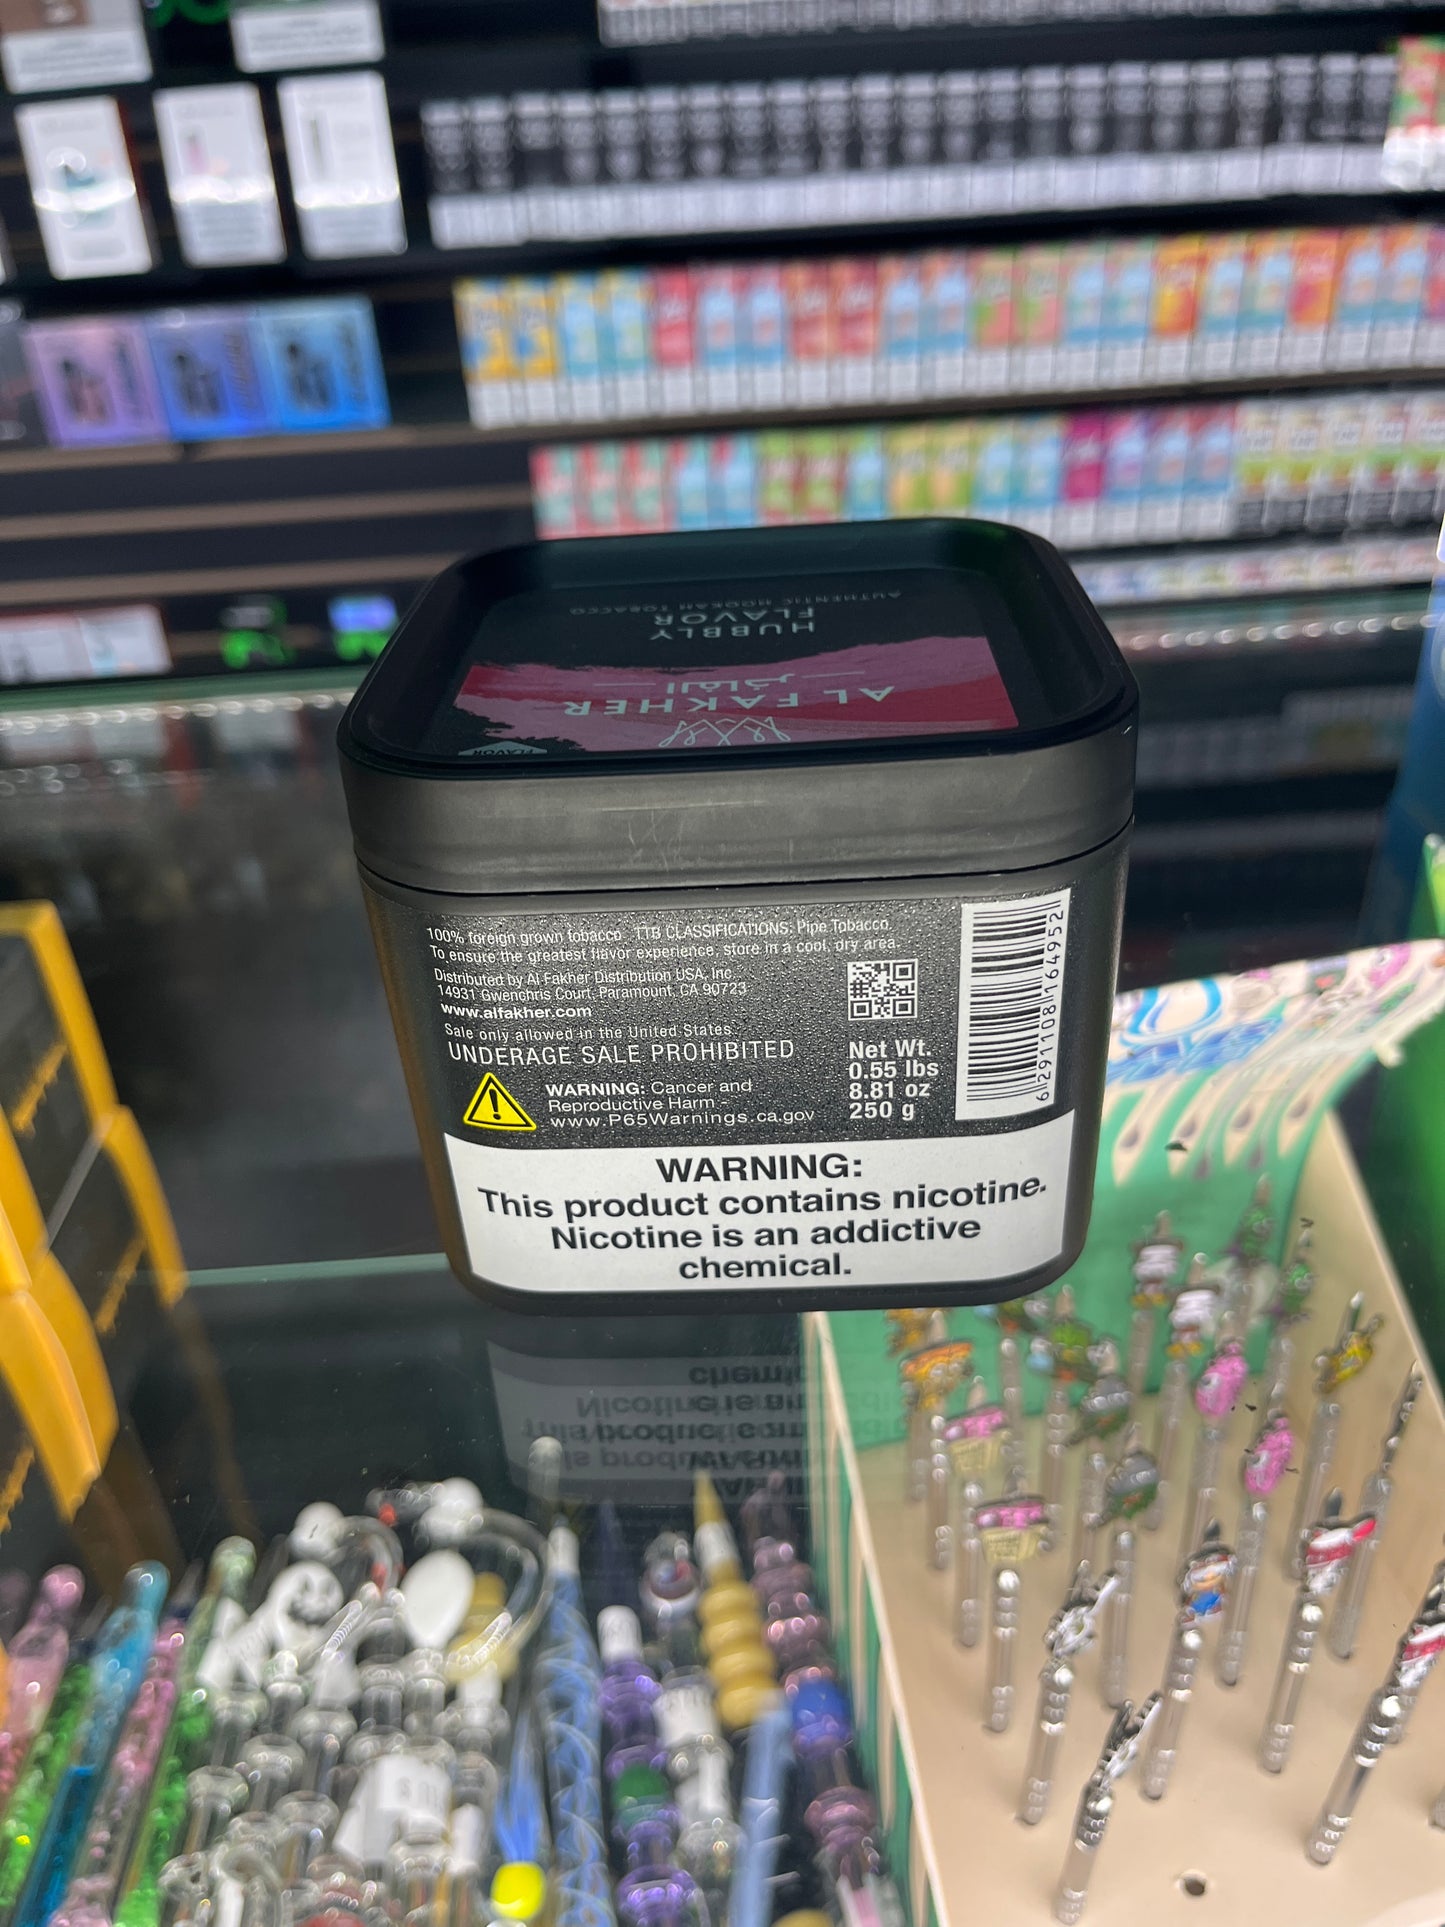 AUTHENTIC HOOKAH TOBACCO
HUBBLY
FLAVOR
الفاخر
AL FAKHER
FLAVOR
100% foreign grown tobacco. TTB CLASSIFICATIONS: Pipe Tobacco.
To ensure the greatest flavor experience, store in a cool, dry area.
Distributed by Al Fakher Distribution USA, Inc.
14931 Gwenchris Court, Paramount, CA 90723
www.alfakher.com
Sale only allowed in the United States.
UNDERAGE SALE PROHIBITED
WARNING: Cancer and
Reproductive Harm -
www.P65Warnings.ca.gov
Net Wt.
0.55 lbs
8.81 oz
250 g
6291108164952
WARNING:
This product contains nicotine.
Nicotine is an addictive
chemical.